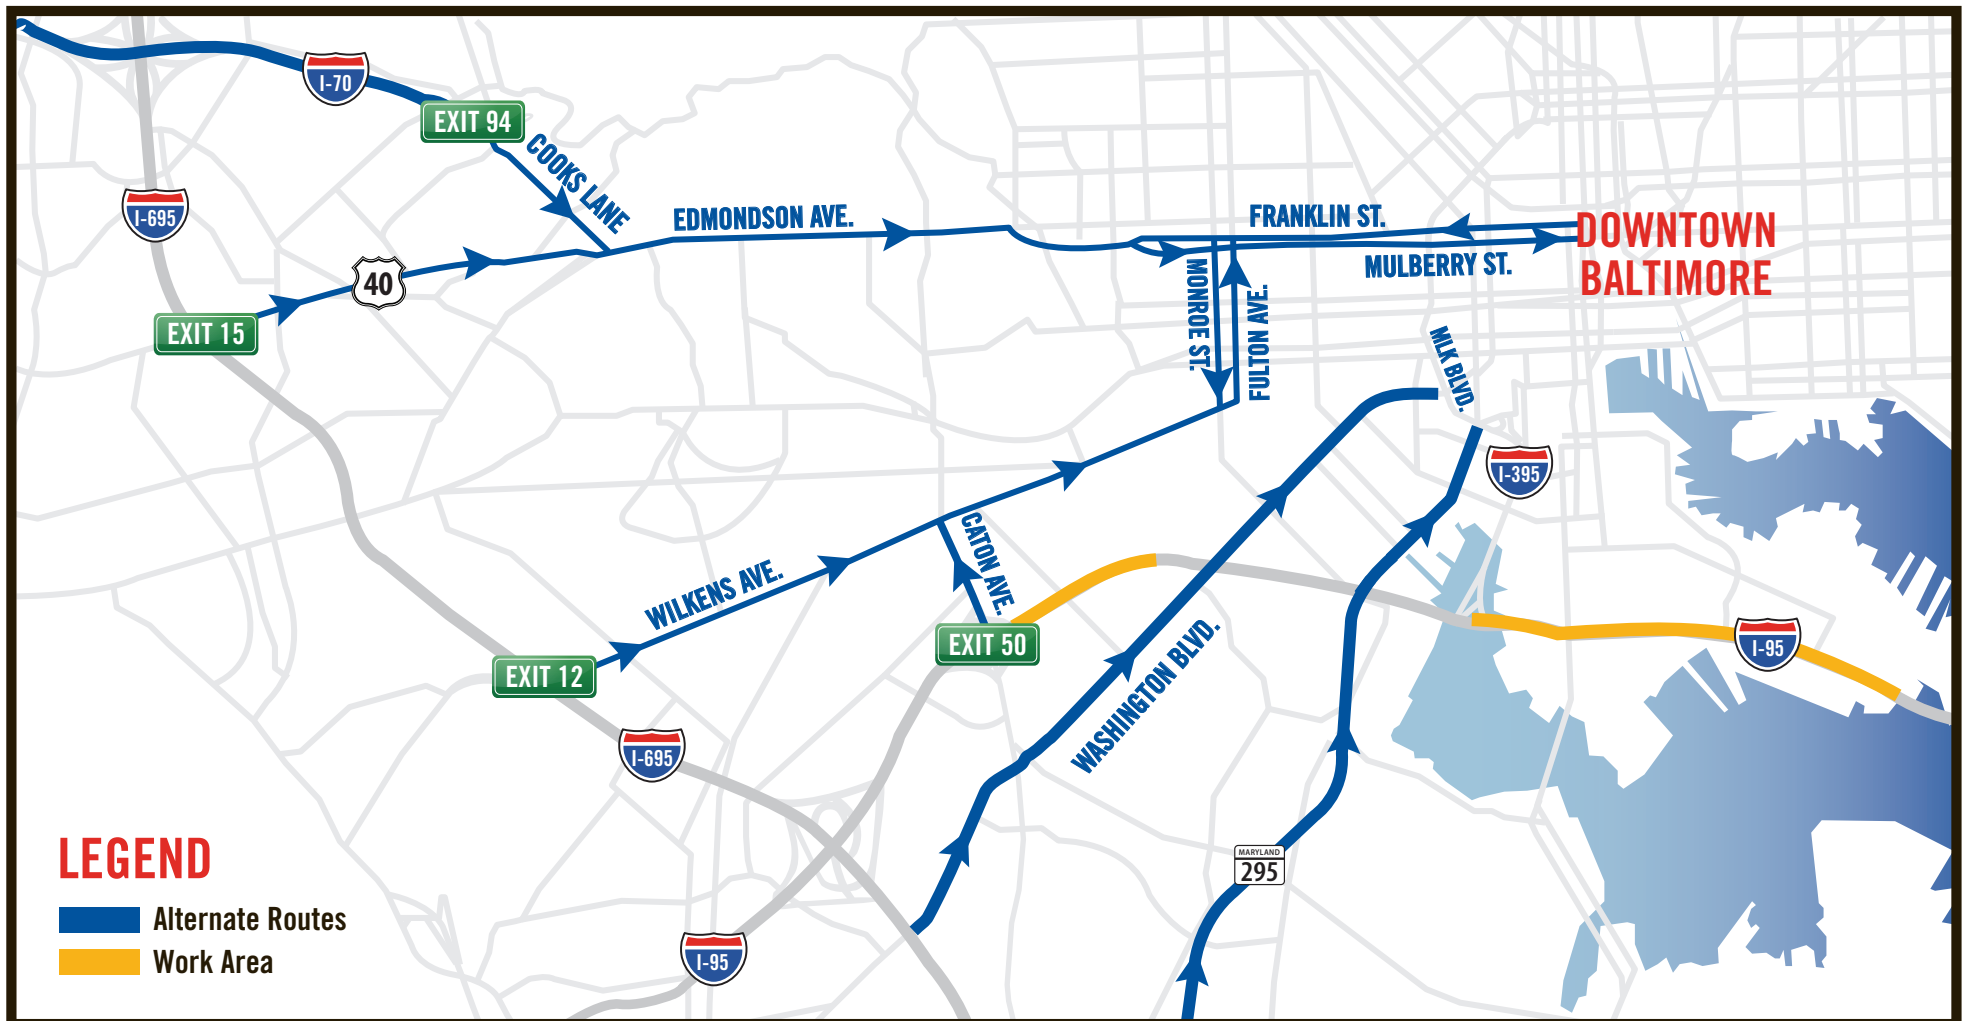 I-70
EXIT 94
COOKS LANE
I-695
EDMONDSON AVE.
FRANKLIN ST.
DOWNTOWN
BALTIMORE
MULBERRY ST.
40
EXIT 15
MONROE ST.
FULTON AVE.
MLK BLVD.
I-395
CATON AVE.
WILKENS AVE.
EXIT 50
EXIT 12
I-95
WASHINGTON BLVD.
I-695
MARYLAND
295
I-95
LEGEND
Alternate Routes
Work Area